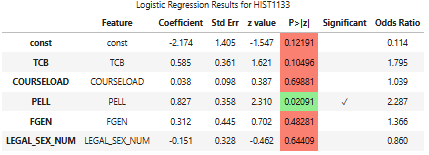 Logistic Regression Results for HIST1133
Feature Coefficient Std Err z value P>|z| Significant Odds Ratio
const const -2.174 1.405 -1.547 0.12191 0.114
TCB TCB 0.585 0.361 1.621 0.10496 1.795
COURSELOAD COURSELOAD 0.038 0.098 0.387 0.69881 1.039
PELL PELL 0.827 0.358 2.310 0.02091 ✓ 2.287
FGEN FGEN 0.312 0.445 0.702 0.48281 1.366
LEGAL_SEX_NUM LEGAL_SEX_NUM -0.151 0.328 -0.462 0.64409 0.860